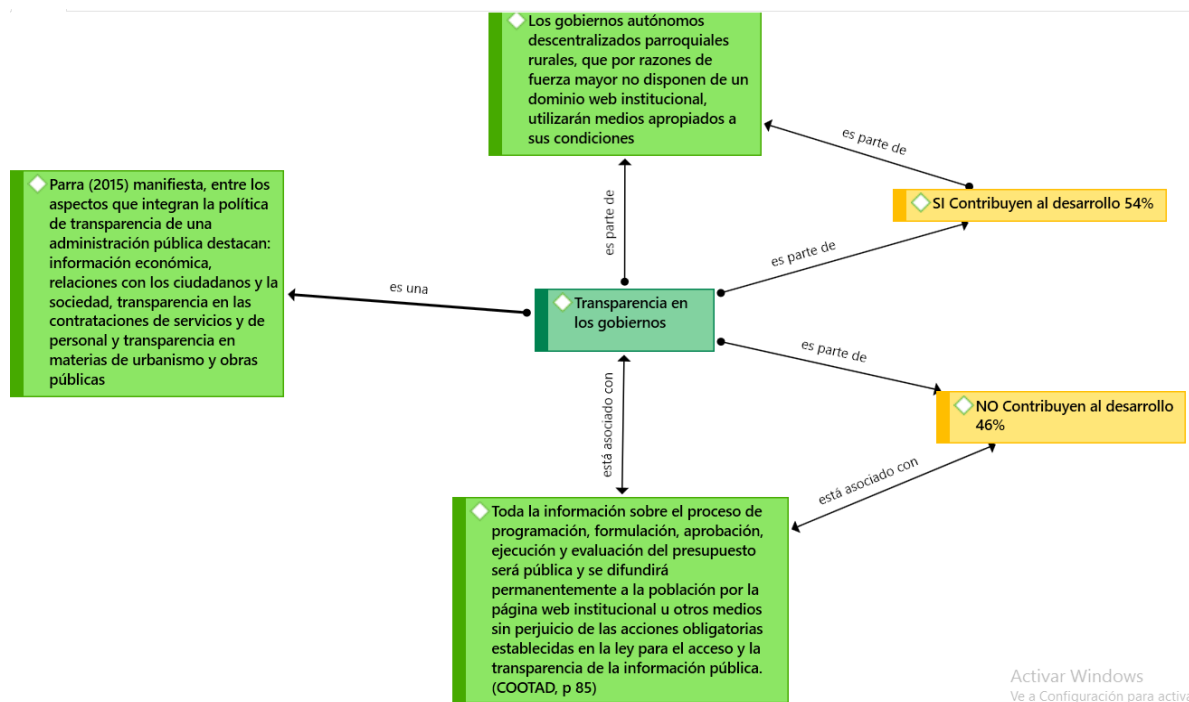 Los gobiernos autónomos
descentralizados parroquiales
rurales, que por razones de
fuerza mayor no disponen de un
dominio web institucional,
utilizarán medios apropiados a
sus condiciones
es parte de
SI Contribuyen al desarrollo 54%
Parra (2015) manifiesta, entre los
aspectos que integran la política
de transparencia de una
administración pública destacan:
información económica,
relaciones con los ciudadanos y la
sociedad, transparencia en las
contrataciones de servicios y de
personal y transparencia en
materias de urbanismo y obras
públicas
es parte de
es parte de
es una
Transparencia en
los gobiernos
es parte de
NO Contribuyen al desarrollo
46%
está asociado con
está asociado con
Toda la información sobre el proceso de
programación, formulación, aprobación,
ejecución y evaluación del presupuesto
será pública y se difundirá
permanentemente a la población por la
página web institucional u otros medios
sin perjuicio de las acciones obligatorias
establecidas en la ley para el acceso y la
transparencia de la información pública.
(COOTAD, p 85)
Activar Windows
Ve a Configuración para activa